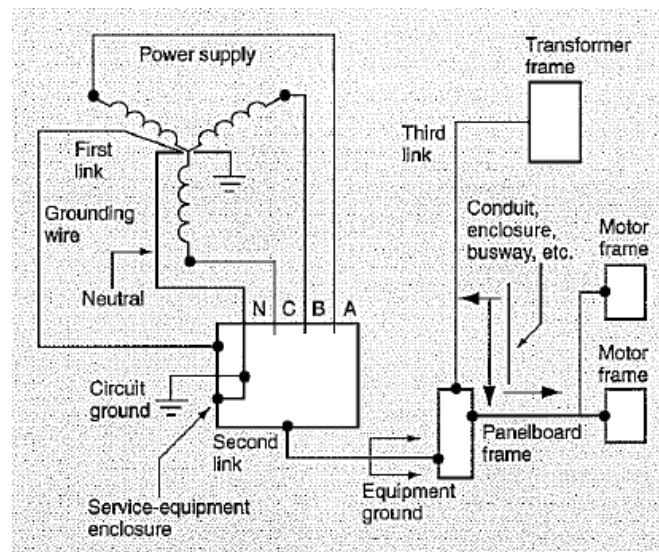 Power supply
Transformer
frame
First
link
Third
link
Grounding
wire
Conduit,
enclosure,
busway, etc.
Motor
frame
Neutral
N C B A
Motor
frame
Circuit
ground
Second
link
Panelboard
frame
Equipment
ground
Service-equipment
enclosure